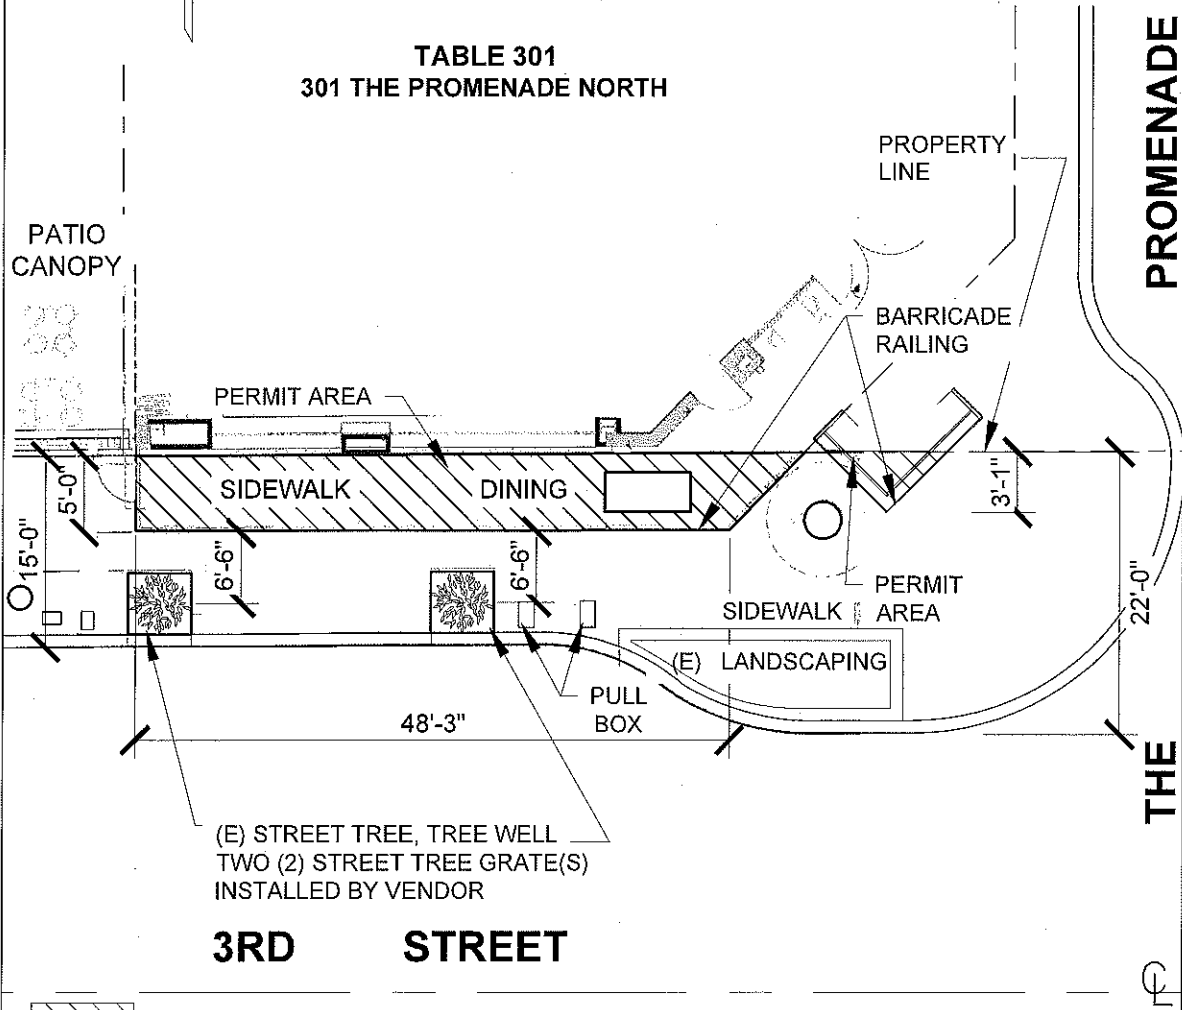 TABLE 301
301 THE PROMENADE NORTH
THE PROMENADE
PROPERTY
LINE
PATIO
CANOPY
BARRICADE
RAILING
PERMIT AREA
SIDEWALK DINING
5'-0"
15'-0"
6'-6"
6'-6"
3'-1"
22'-0"
PERMIT
AREA
SIDEWALK
(E) LANDSCAPING
PULL
BOX
48'-3"
(E) STREET TREE, TREE WELL
TWO (2) STREET TREE GRATE(S)
INSTALLED BY VENDOR
3RD STREET
CL